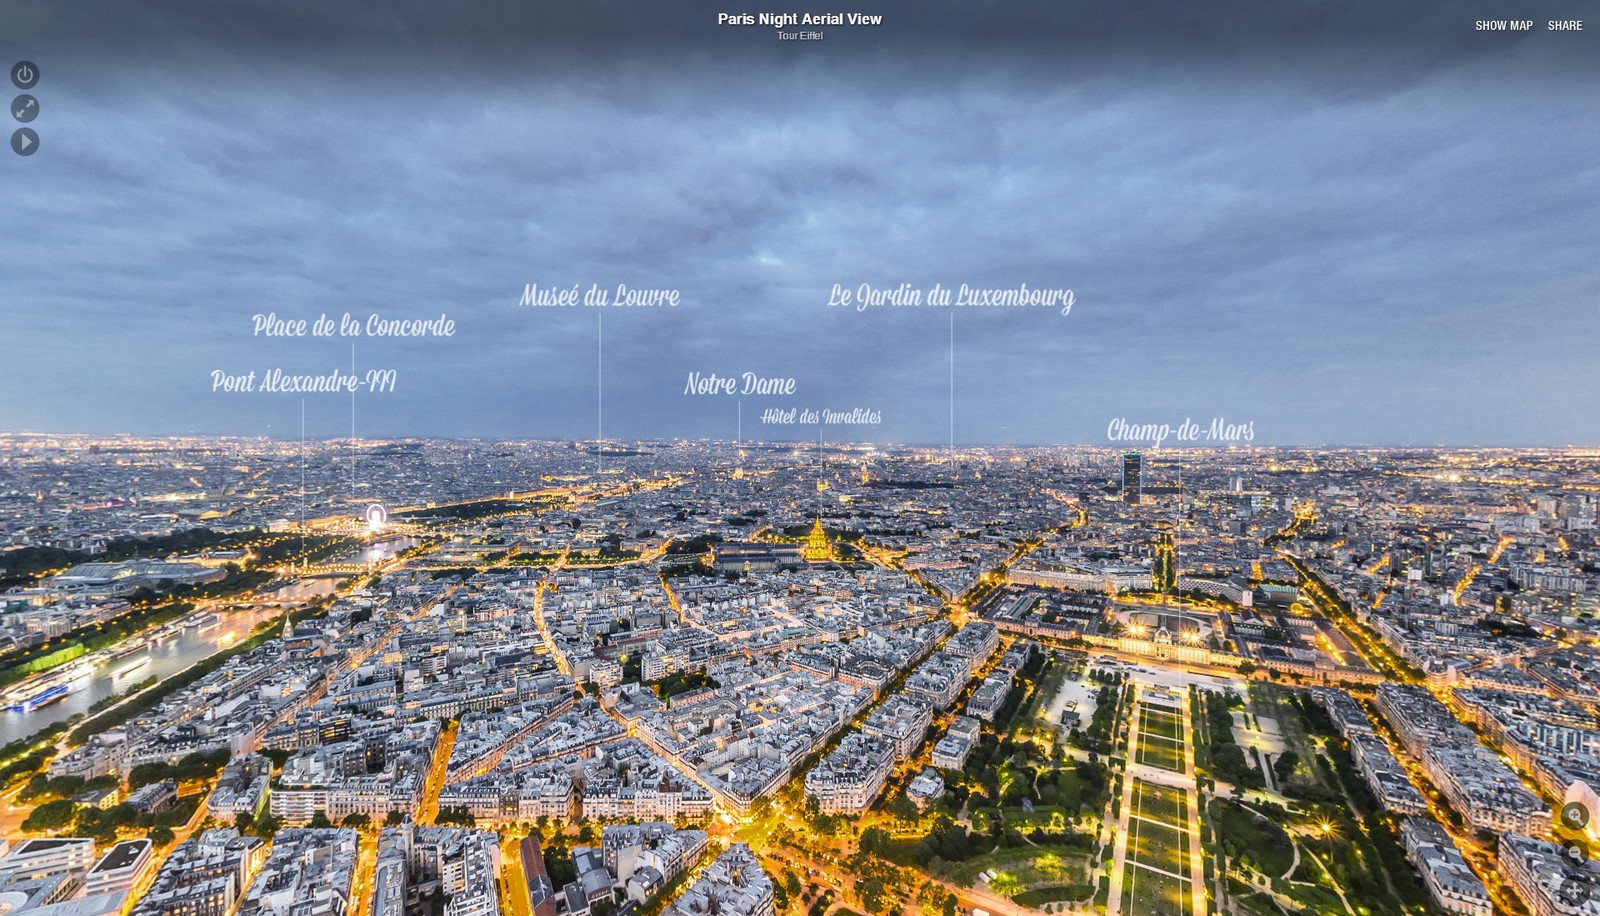 Paris Night Aerial View
Tour Eiffel
SHOW MAP SHARE
Museé du Louvre
Le Jardin du Luxembourg
Place de la Concorde
Pont Alexandre-III
Notre Dame
Hôtel des Invalides
Champ-de-Mars